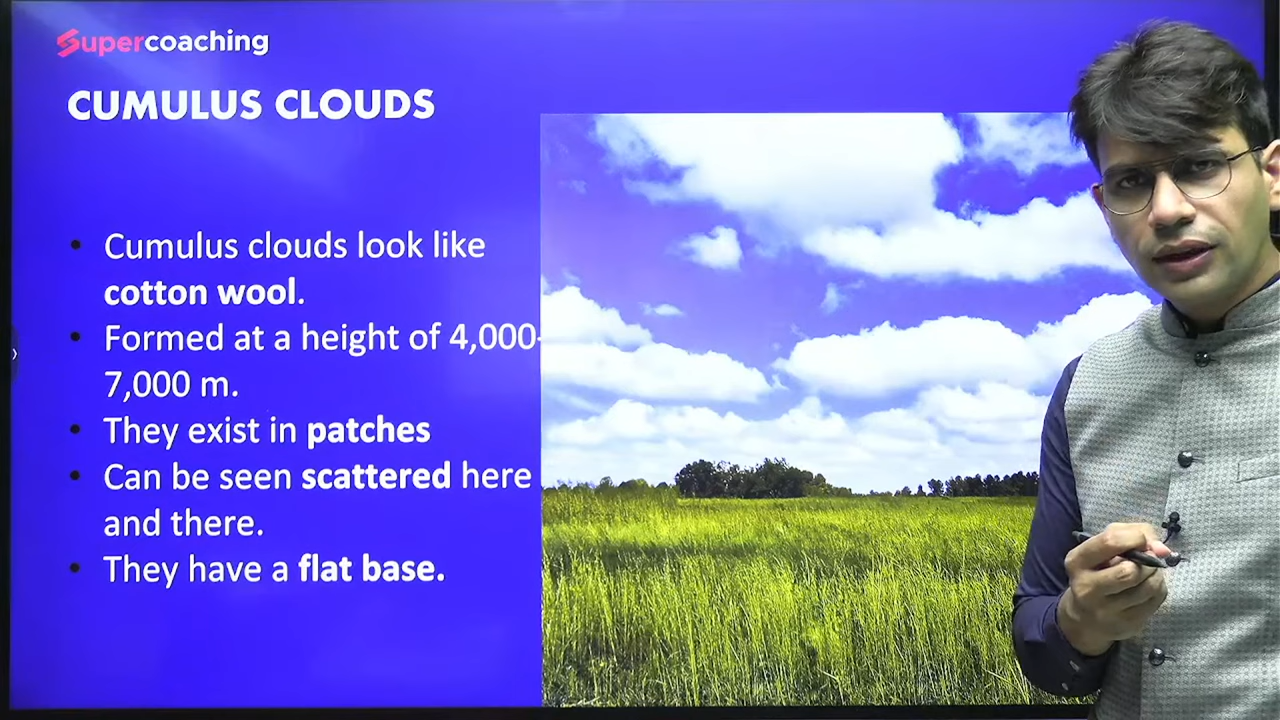 Supercoaching
CUMULUS CLOUDS
• Cumulus clouds look like
cotton wool.
• Formed at a height of 4,000-
7,000 m.
• They exist in patches
• Can be seen scattered here
and there.
• They have a flat base.